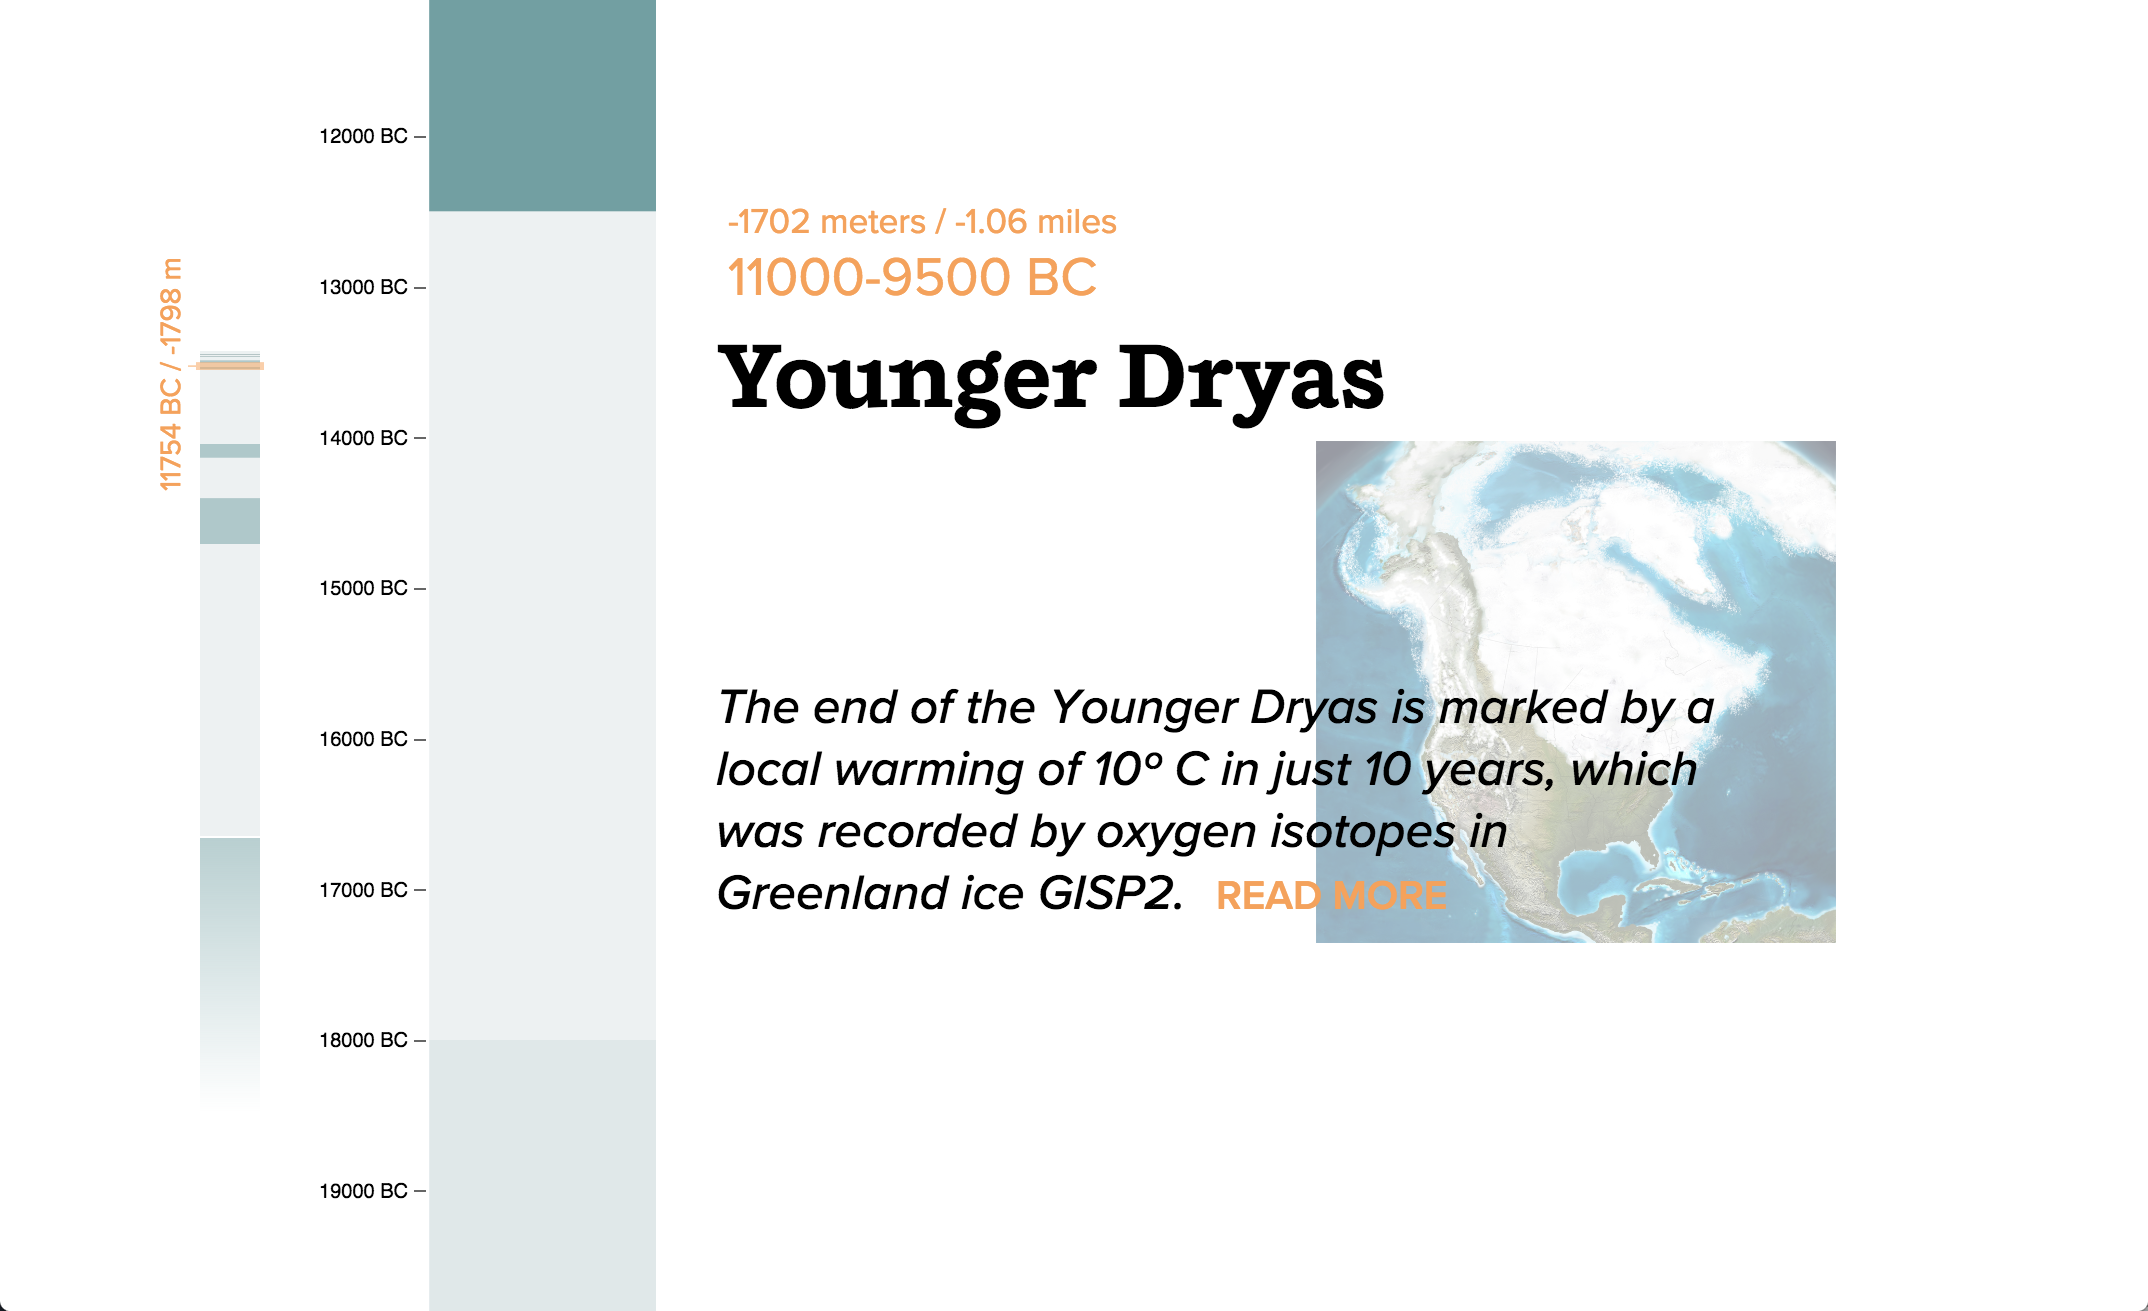 11754 BC / -1798 m
12000 BC
13000 BC
14000 BC
15000 BC
16000 BC
17000 BC
18000 BC
19000 BC
-1702 meters / -1.06 miles
11000-9500 BC
Younger Dryas
The end of the Younger Dryas is marked by a
local warming of 10º C in just 10 years, which
was recorded by oxygen isotopes in
Greenland ice GISP2. READ MORE